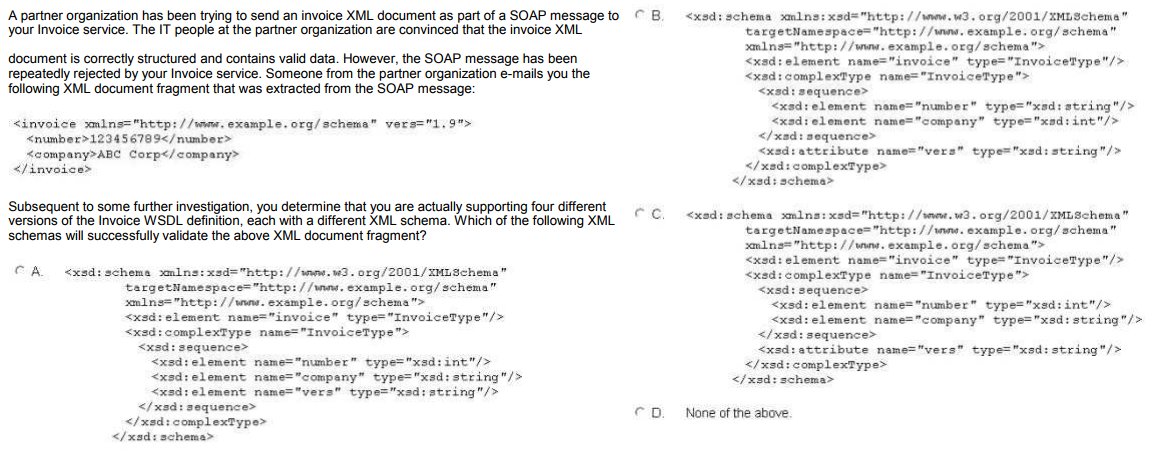 A partner organization has been trying to send an invoice XML document as part of a SOAP message to
your Invoice service. The IT people at the partner organization are convinced that the invoice XML
document is correctly structured and contains valid data. However, the SOAP message has been
repeatedly rejected by your Invoice service. Someone from the partner organization e-mails you the
following XML document fragment that was extracted from the SOAP message:
<invoice xmlns="http://www.example.org/schema" vers="1.9">
<number>123456789</number>
<company>ABC Corp</company>
</invoice>
Subsequent to some further investigation, you determine that you are actually supporting four different
versions of the Invoice WSDL definition, each with a different XML schema. Which of the following XML
schemas will successfully validate the above XML document fragment?
A. <xsd:schema xmlns:xsd="http://www.w3.org/2001/XMLSchema"
targetNamespace="http://www.example.org/schema"
xmlns="http://www.example.org/schema">
<xsd:element name="invoice" type="InvoiceType"/>
<xsd:complexType name="InvoiceType">
<xsd:sequence>
<xsd:element name="number" type="xsd:int"/>
<xsd:element name="company" type="xsd:string"/>
<xsd:element name="vers" type="xsd:string"/>
</xsd:sequence>
</xsd:complexType>
</xsd:schema>
B. <xsd:schema xmlns:xsd="http://www.w3.org/2001/XMLSchema"
targetNamespace="http://www.example.org/schema"
xmlns="http://www.example.org/schema">
<xsd:element name="invoice" type="InvoiceType"/>
<xsd:complexType name="InvoiceType">
<xsd:sequence>
<xsd:element name="number" type="xsd:string"/>
<xsd:element name="company" type="xsd:int"/>
</xsd:sequence>
<xsd:attribute name="vers" type="xsd:string"/>
</xsd:complexType>
</xsd:schema>
C. <xsd:schema xmlns:xsd="http://www.w3.org/2001/XMLSchema"
targetNamespace="http://www.example.org/schema"
xmlns="http://www.example.org/schema">
<xsd:element name="invoice" type="InvoiceType"/>
<xsd:complexType name="InvoiceType">
<xsd:sequence>
<xsd:element name="number" type="xsd:int"/>
<xsd:element name="company" type="xsd:string"/>
</xsd:sequence>
<xsd:attribute name="vers" type="xsd:string"/>
</xsd:complexType>
</xsd:schema>
D. None of the above.